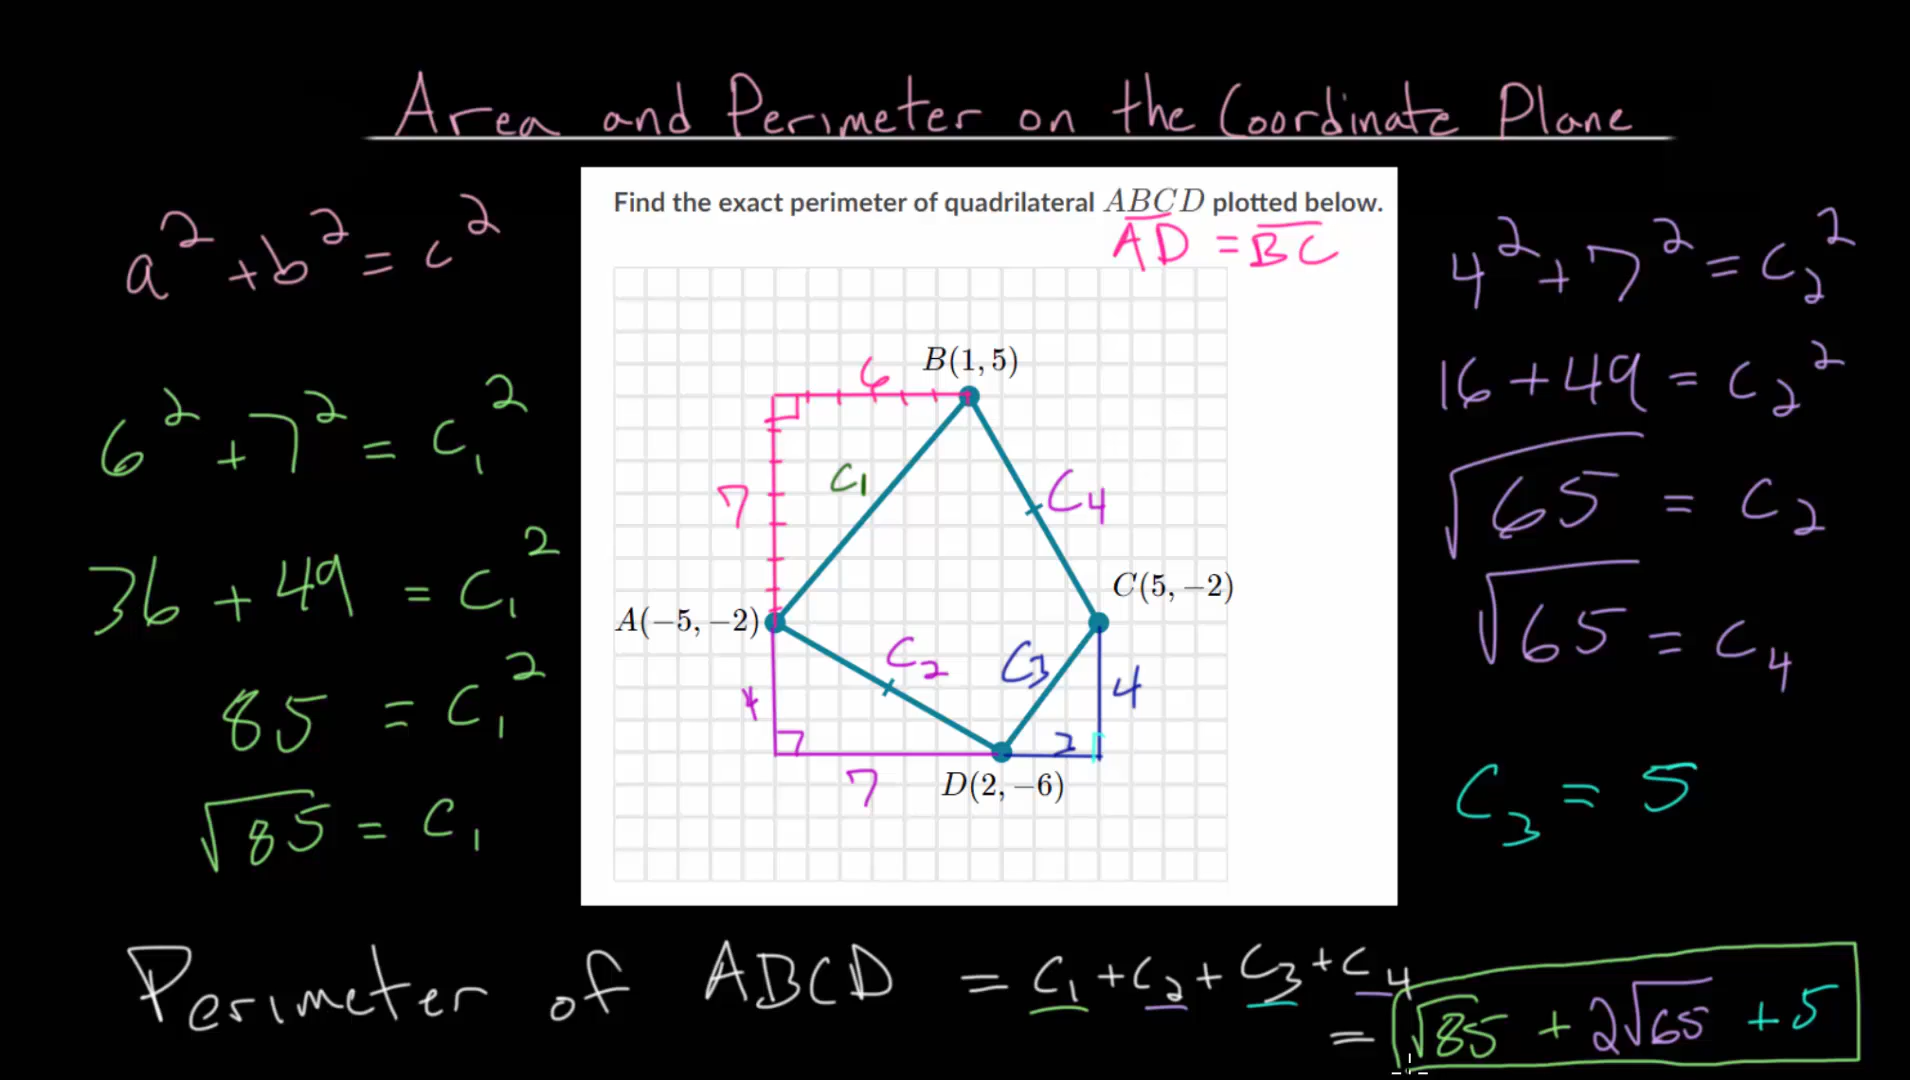 Area and Perimeter on the Coordinate Plane
Find the exact perimeter of quadrilateral ABCD plotted below.
AD = BC
a² + b² = c²
6² + 7² = c₁²
36 + 49 = c₁²
85 = c₁²
√85 = c₁
B(1, 5)
6
7
C₁
C₄
C(5, −2)
A(−5, −2)
C₂
C₃
4
4
2
7
D(2, −6)
4² + 7² = c₂²
16 + 49 = c₂²
√65 = c₂
√65 = c₄
C₃ = 5
Perimeter of ABCD = c₁ + c₂ + c₃ + c₄
= √85 + 2√65 + 5